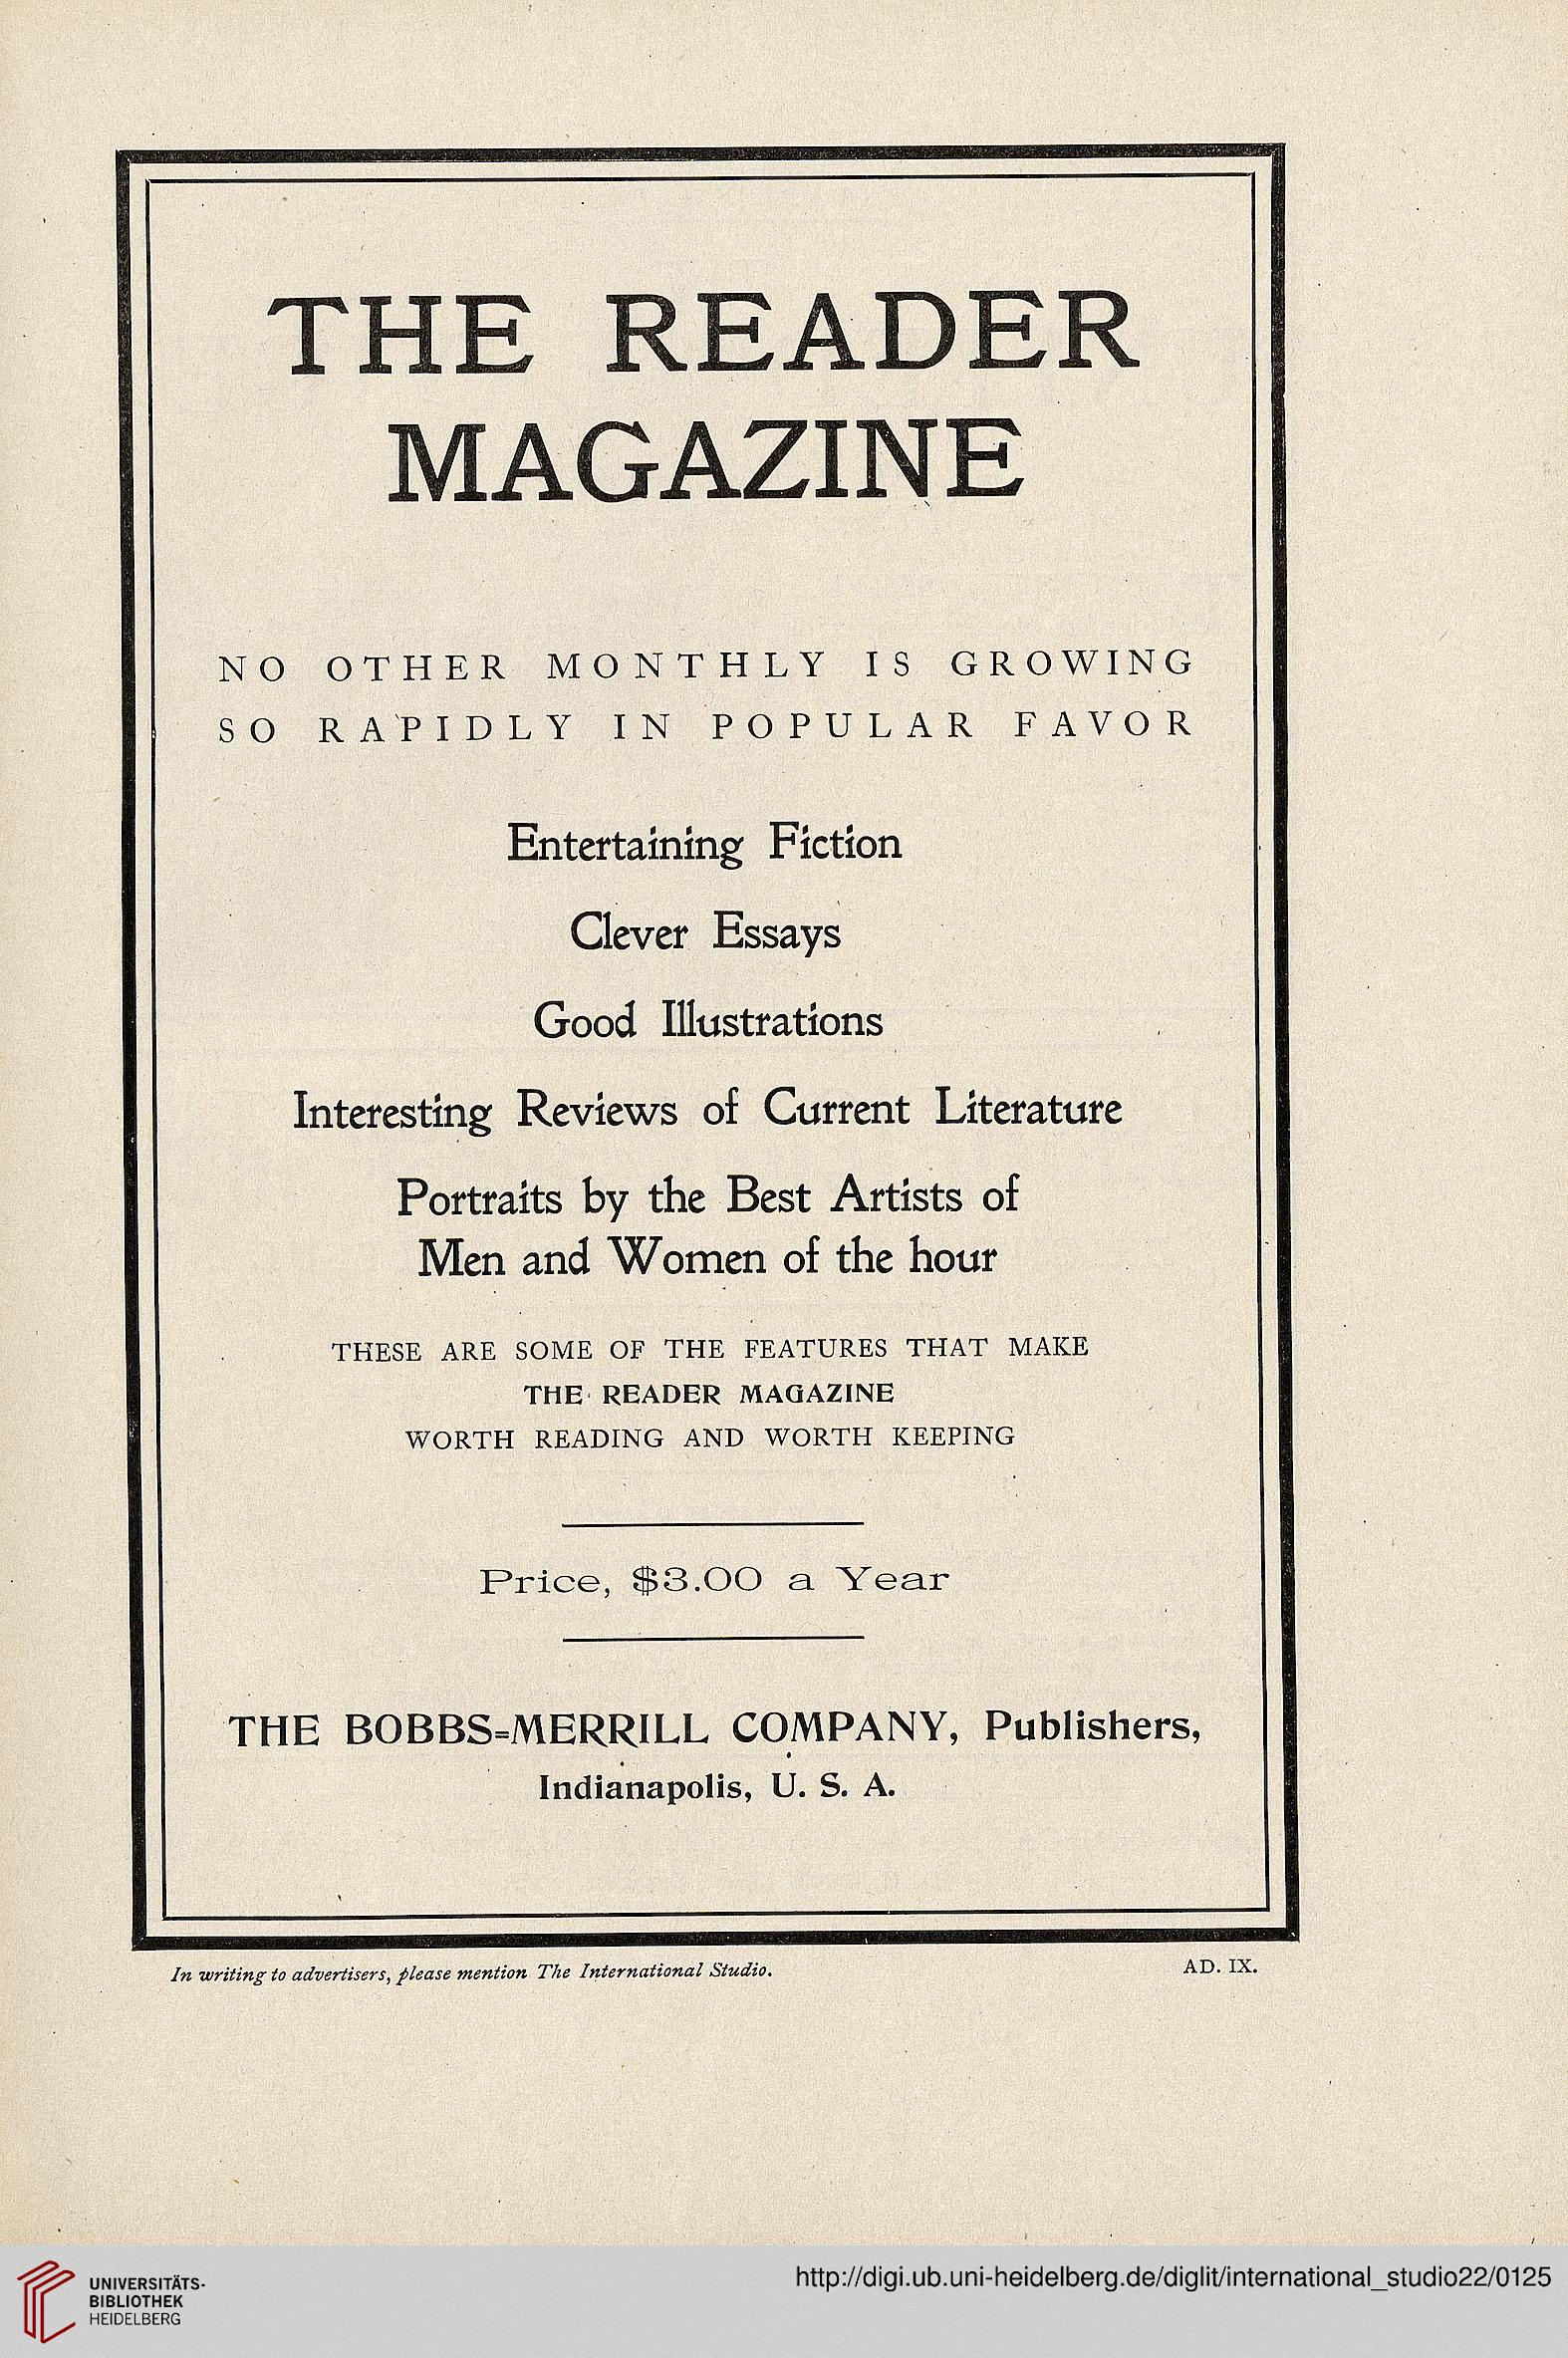 THE READER
MAGAZINE
NO OTHER MONTHLY IS GROWING
SO RAPIDLY IN POPULAR FAVOR
Entertaining Fiction
Clever Essays
Good Illustrations
Interesting Reviews of Current Literature
Portraits by the Best Artists of
Men and Women of the hour
THESE ARE SOME OF THE FEATURES THAT MAKE
THE READER MAGAZINE
WORTH READING AND WORTH KEEPING
Price, $3.00 a Year
THE BOBBS-MERRILL COMPANY, Publishers,
Indianapolis, U. S. A.
In writing to advertisers, please mention The International Studio.
AD. IX.
UNIVERSITÄTS-
BIBLIOTHEK
HEIDELBERG
http://digi.ub.uni-heidelberg.de/diglit/international_studio22/0125